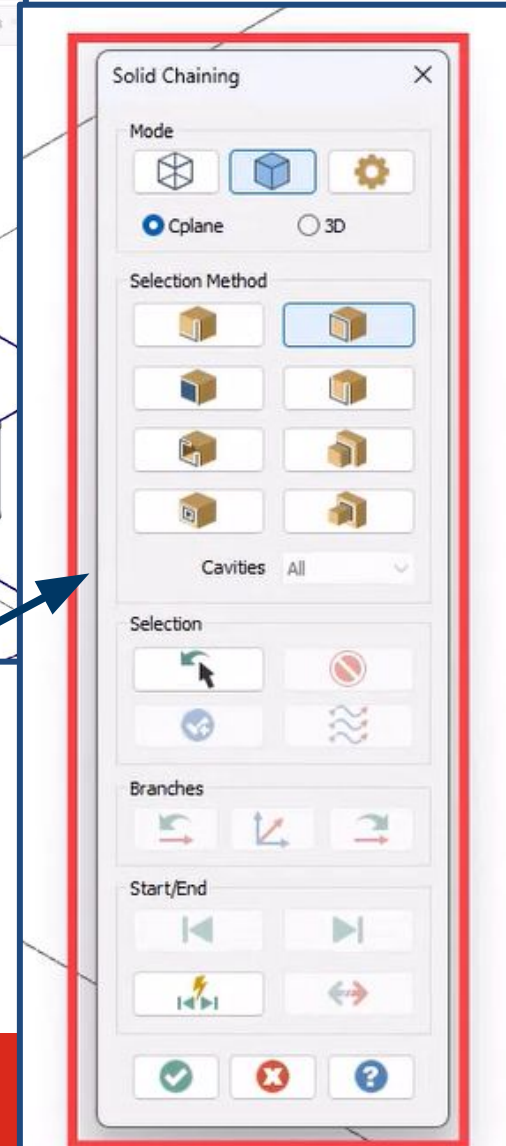 Solid Chaining
Mode
Cplane 3D
Selection Method
Cavities All
Selection
Branches
Start/End